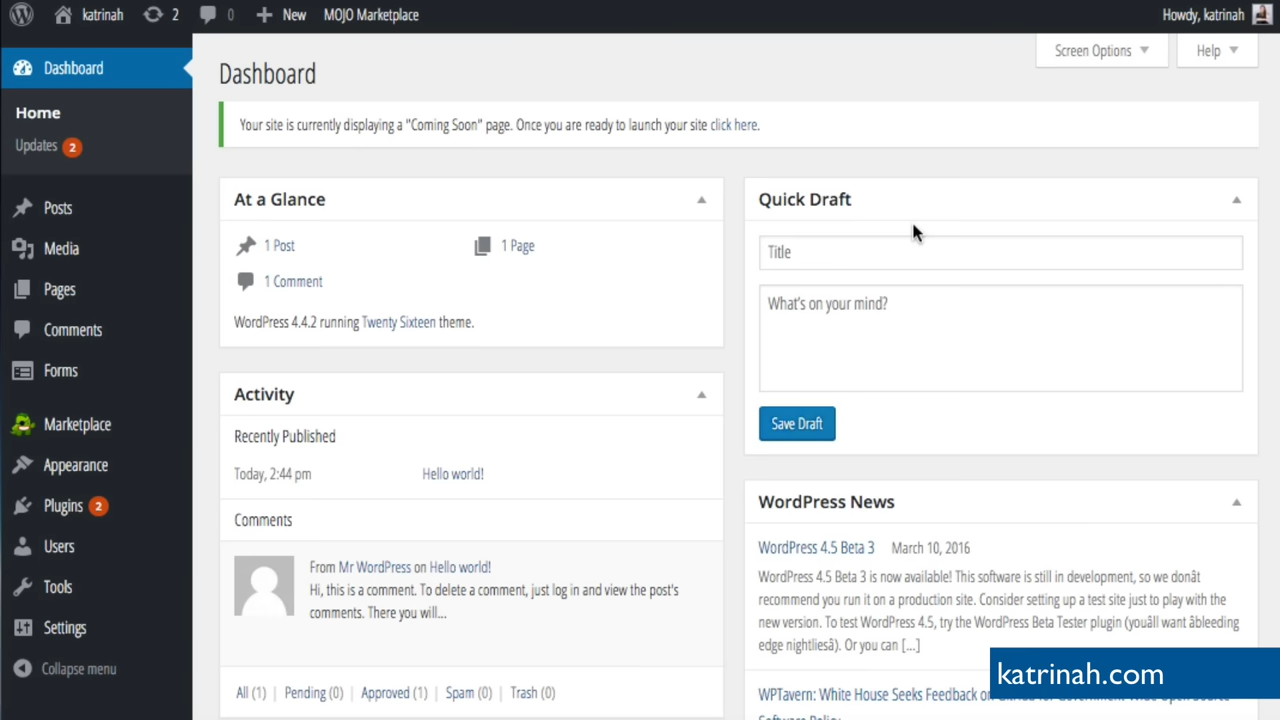 katrinah 2 0 New MOJO Marketplace Howdy, katrinah
Screen Options Help
Dashboard
Home
Updates 2
Posts
Media
Pages
Comments
Forms
Marketplace
Appearance
Plugins 2
Users
Tools
Settings
Collapse menu
Dashboard
Your site is currently displaying a "Coming Soon" page. Once you are ready to launch your site click here.
At a Glance
1 Post 1 Page
1 Comment
WordPress 4.4.2 running Twenty Sixteen theme.
Activity
Recently Published
Today, 2:44 pm Hello world!
Comments
From Mr WordPress on Hello world!
Hi, this is a comment. To delete a comment, just log in and view the post's
comments. There you will...
All (1) | Pending (0) | Approved (1) | Spam (0) | Trash (0)
Quick Draft
Title
What's on your mind?
Save Draft
WordPress News
WordPress 4.5 Beta 3 March 10, 2016
WordPress 4.5 Beta 3 is now available! This software is still in development, so we donât
recommend you run it on a production site. Consider setting up a test site just to play with the
new version. To test WordPress 4.5, try the WordPress Beta Tester plugin (youâll want âbleeding
edge nightliesâ). Or you can [...]
WPTavern: White House Seeks Feedback on
katrinah.com